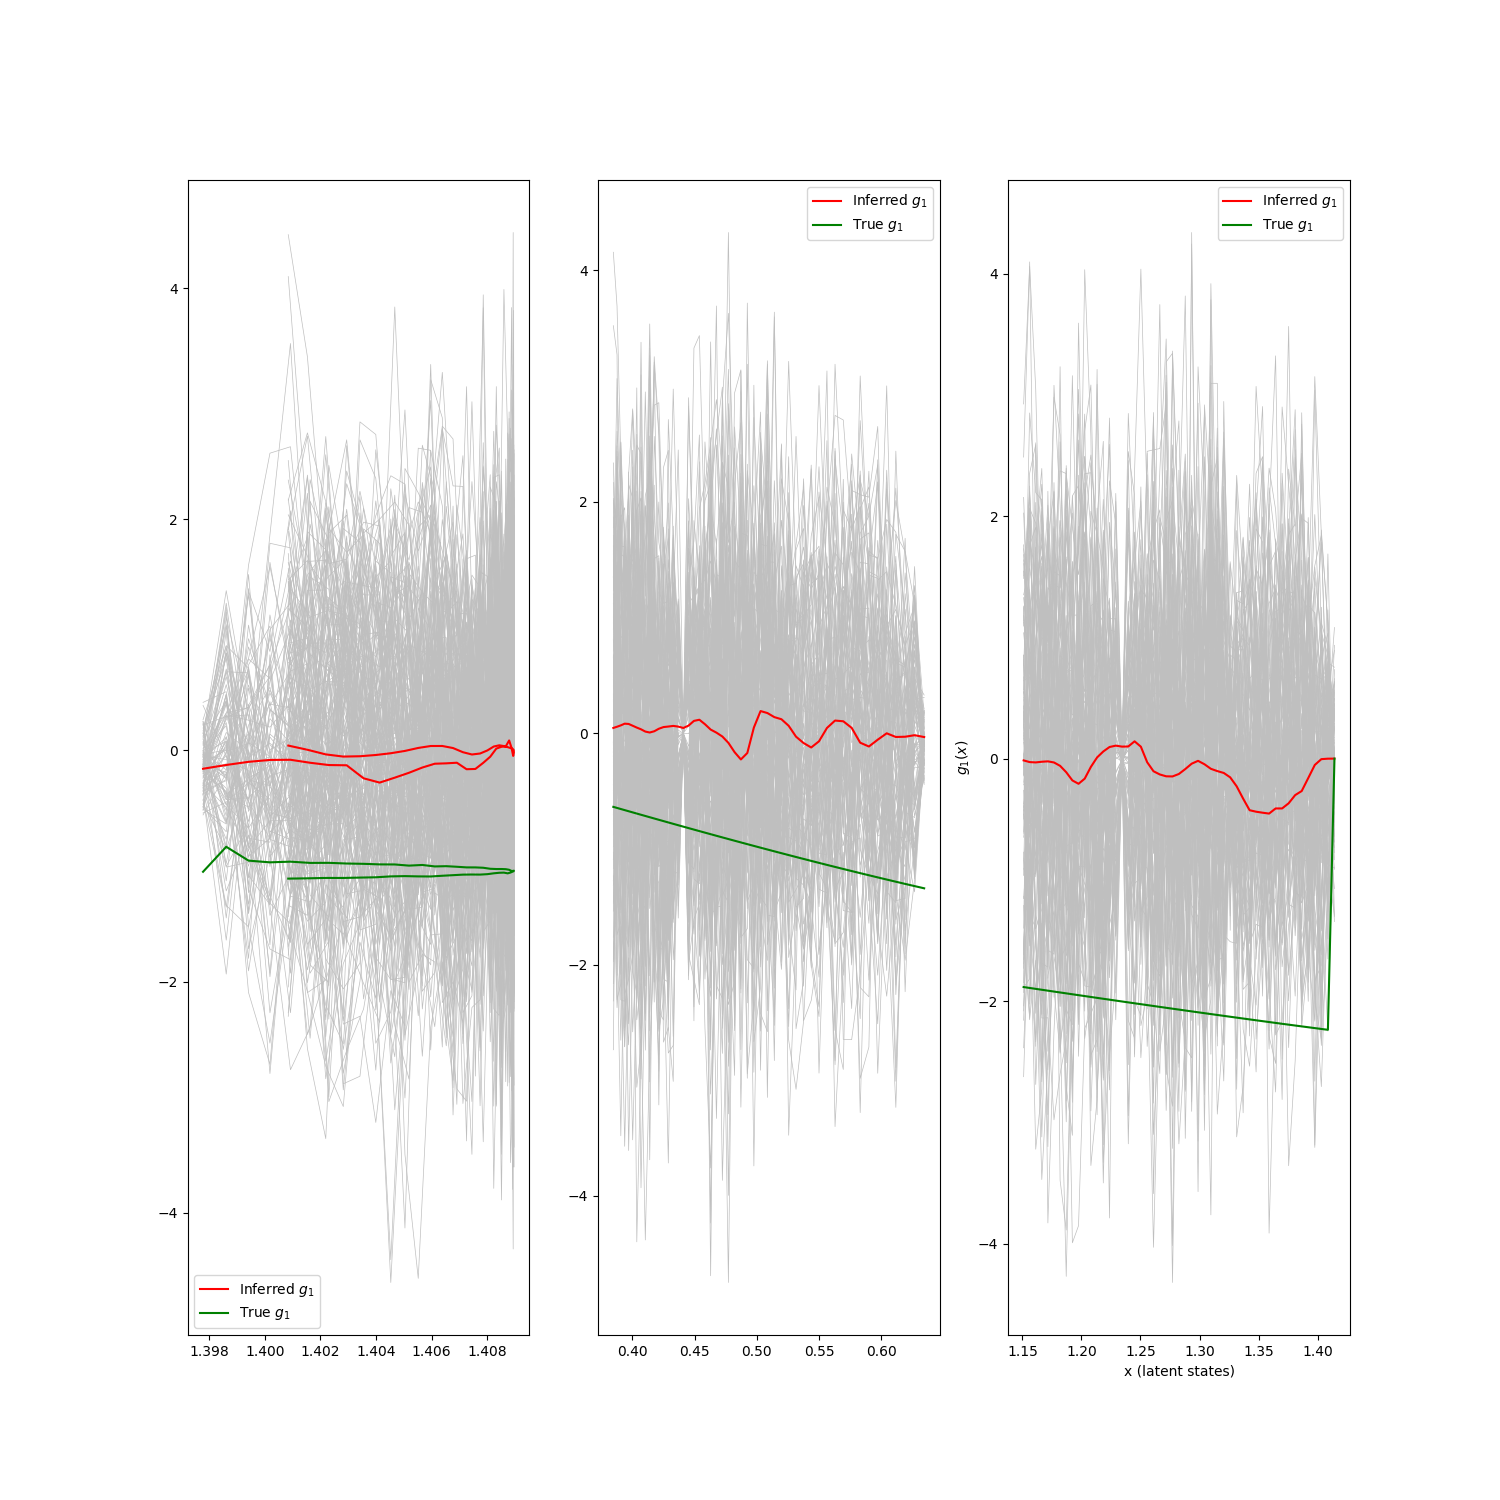 4
2
0
−2
−4
1.398 1.400 1.402 1.404 1.406 1.408
Inferred g₁
True g₁
4
2
0
−2
−4
0.40 0.45 0.50 0.55 0.60
Inferred g₁
True g₁
g₁(x)
4
2
0
−2
−4
1.15 1.20 1.25 1.30 1.35 1.40
x (latent states)
Inferred g₁
True g₁